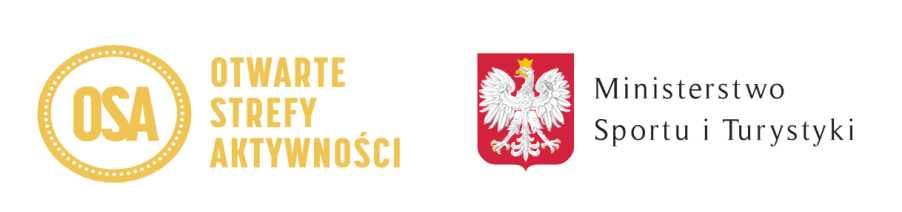 OSA
OTWARTE
STREFY
AKTYWNOŚCI
Ministerstwo
Sportu i Turystyki